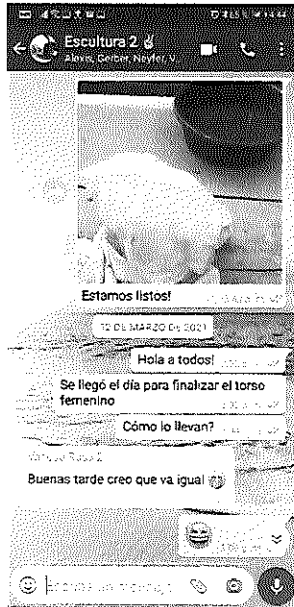 Escultura 2
Alexis, Gerber, Neyfer, V
Estamos listos!
12 DE MARZO DE 2021
Hola a todos!
Se llegó el día para finalizar el torso
femenino
Cómo lo llevan?
Buenas tarde creo que va igual